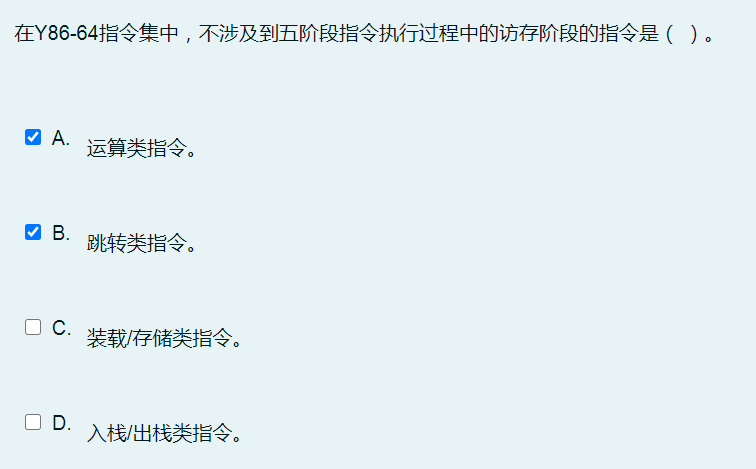 在Y86-64指令集中，不涉及到五阶段指令执行过程中的访存阶段的指令是（ ）。
A. 运算类指令。
B. 跳转类指令。
C. 装载/存储类指令。
D. 入栈/出栈类指令。